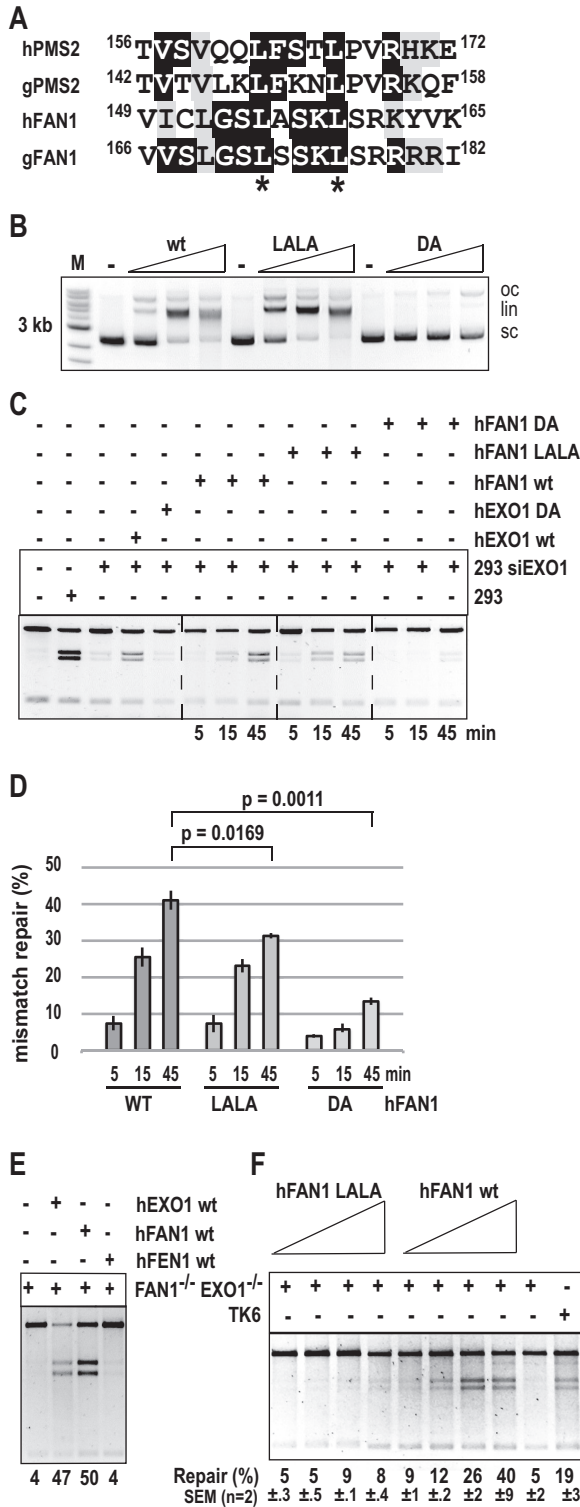 A
hPMS2 156 TVSVQQLFSTLPVRHKE 172
gPMS2 142 TVTVLKLFKNLPVRKQF 158
hFAN1 149 VICLGSLASKLSRKYVK 165
gFAN1 166 VVSLGSLSSKLSRRRRI 182
* *
B
wt LALA DA
M - - -
oc
3 kb lin
sc
C
- - - - - - - - - - - + + + hFAN1 DA
- - - - - - - - + + + - - - hFAN1 LALA
- - - - - + + + - - - - - - hFAN1 wt
- - - - + - - - - - - - - - hEXO1 DA
- - - + - - - - - - - - - - hEXO1 wt
- - + + + + + + + + + + + + 293 siEXO1
- + - - - - - - - - - - - - 293
5 15 45 5 15 45 5 15 45 min
D
p = 0.0011
p = 0.0169
mismatch repair (%)
50
40
30
20
10
0
5 15 45 5 15 45 5 15 45 min
WT LALA DA hFAN1
E
- + - - hEXO1 wt
- - + - hFAN1 wt
- - - + hFEN1 wt
+ + + + FAN1-/- EXO1-/-
4 47 50 4
F
hFAN1 LALA hFAN1 wt
+ + + + + + + + + -
TK6 - - - - - - - - - +
Repair (%) 5 5 9 8 9 12 26 40 5 19
SEM (n=2) ±.3 ±.5 ±.1 ±.4 ±1 ±.2 ±2 ±9 ±2 ±3